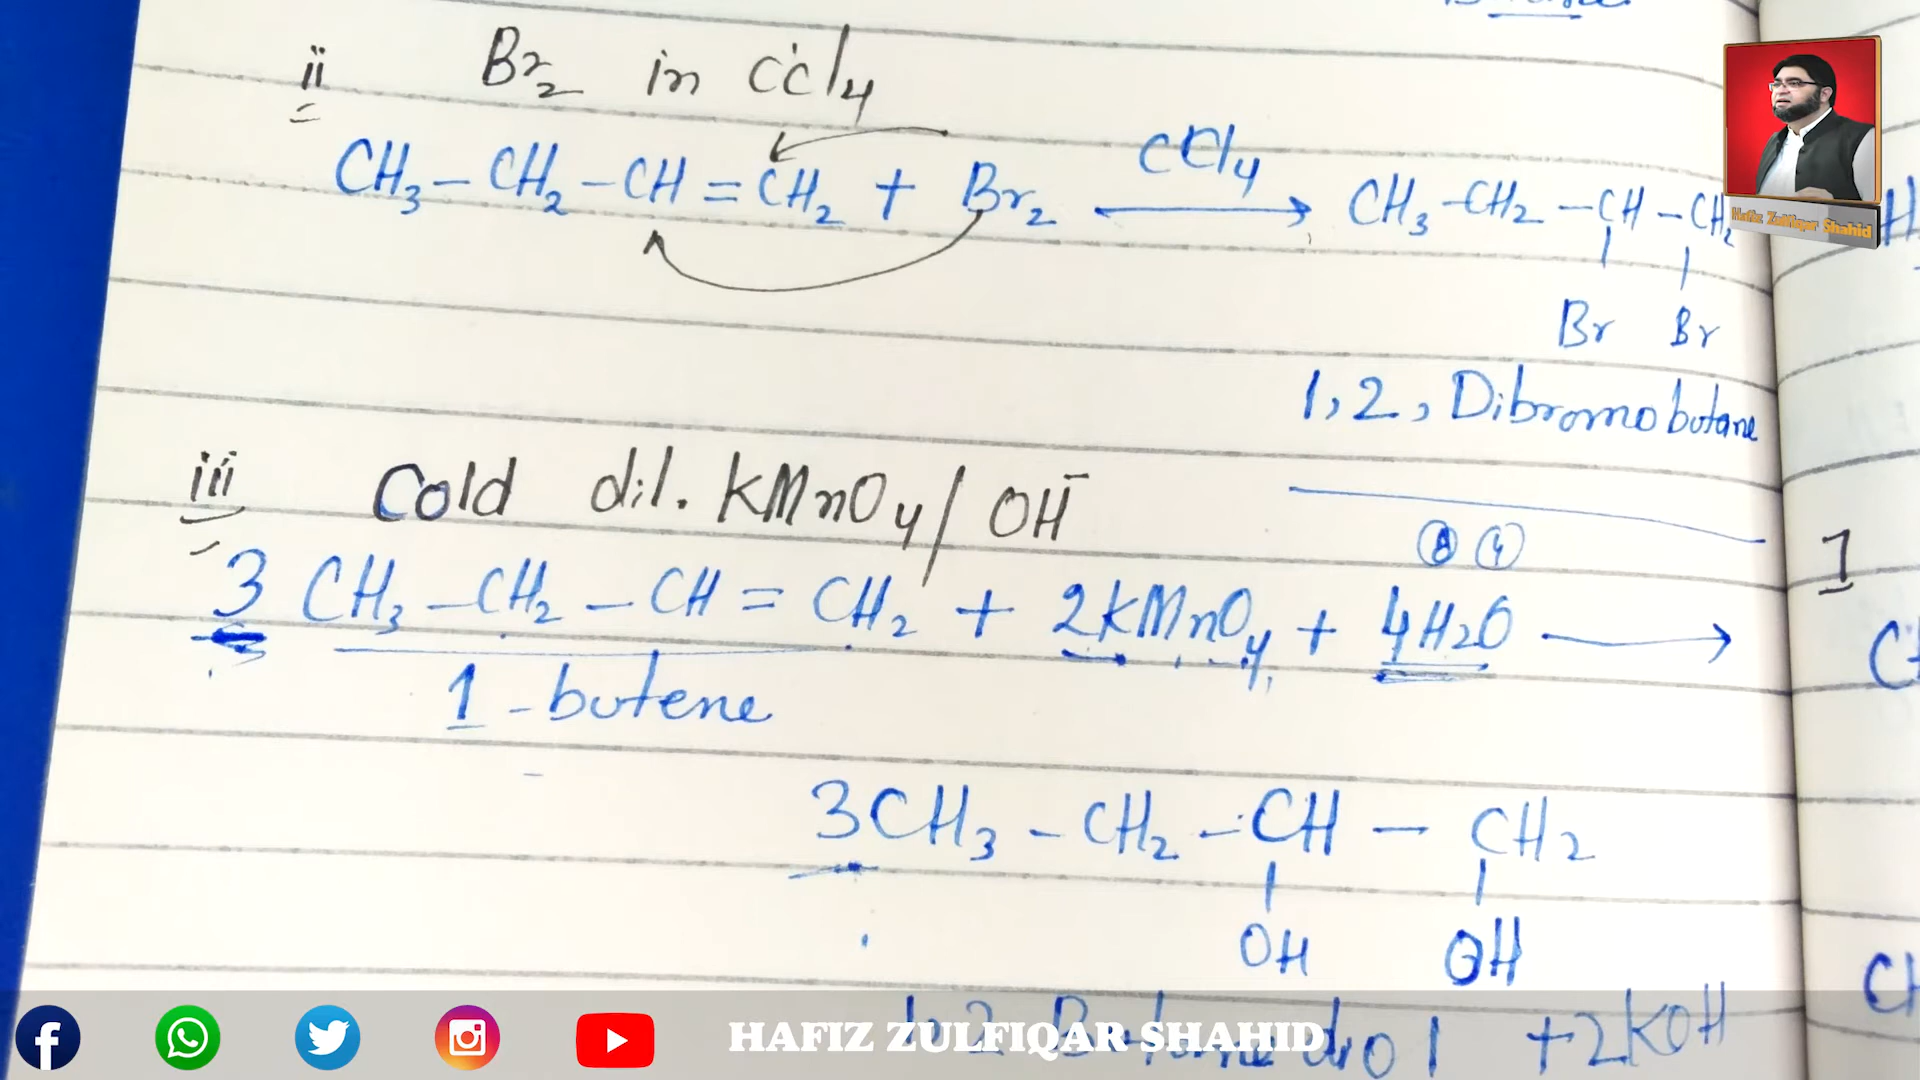 ii Br₂ in CCl₄
CH₃ – CH₂ – CH = CH₂ + Br₂ CCl₄ → CH₃ – CH₂ – CH – CH₂
Br Br
1, 2, Dibromobutane
Hafiz Zulfiqar Shahid
iii Cold dil. KMnO₄ / OH⁻
3 CH₃ – CH₂ – CH = CH₂ + 2KMnO₄ + 4H₂O →
1 - butene
3CH₃ – CH₂ – CH – CH₂
OH OH
+2KOH
1
HAFIZ ZULFIQAR SHAHID